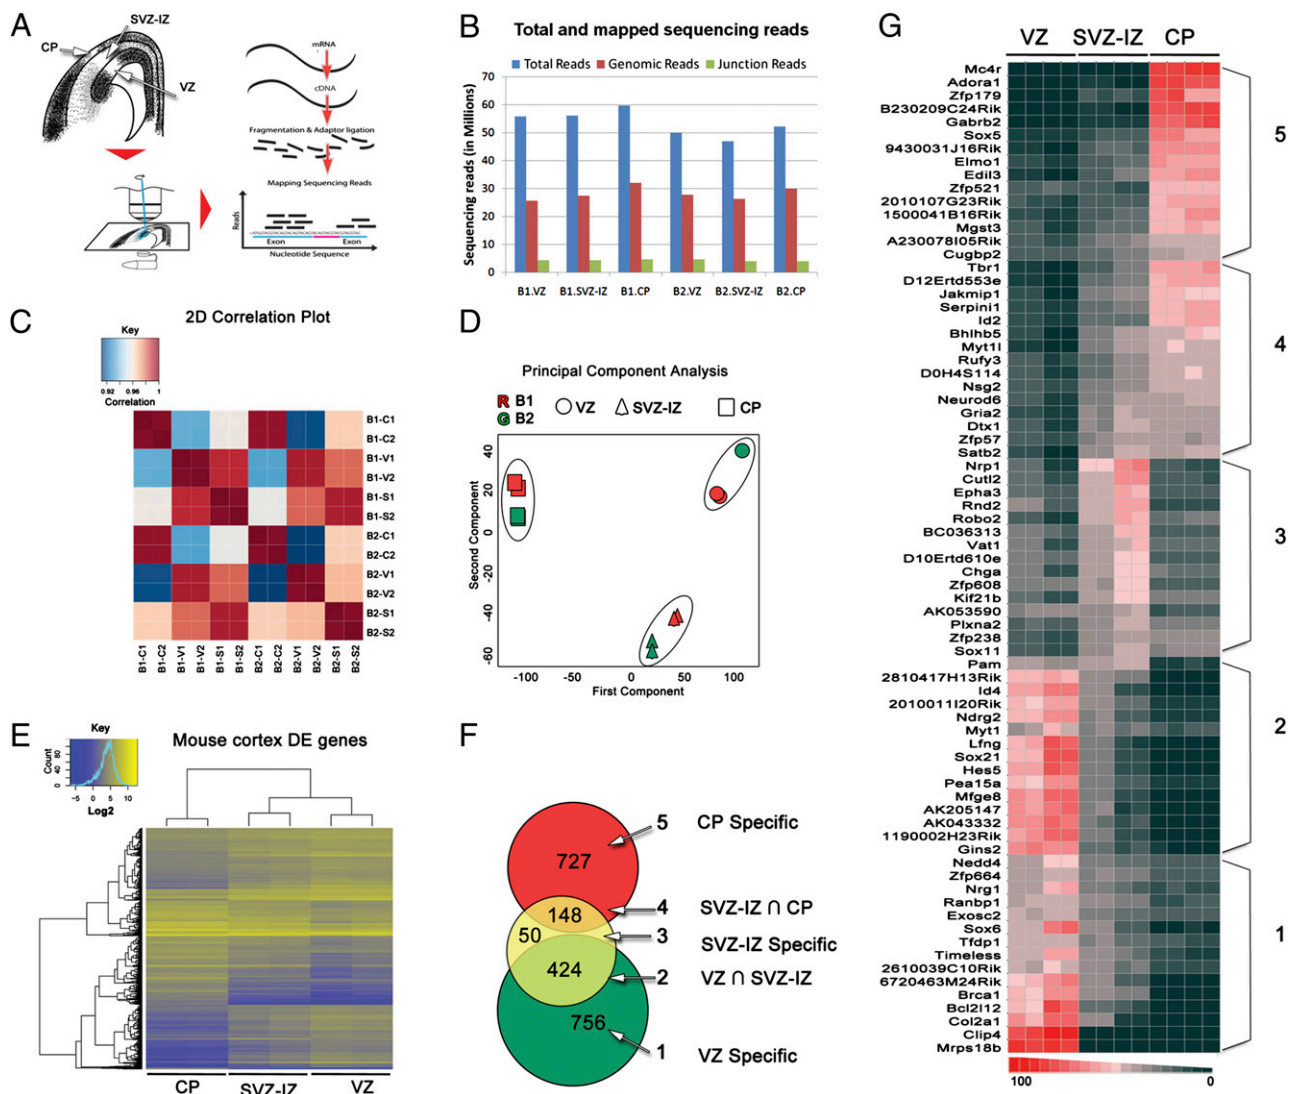 A
SVZ-IZ
CP
VZ
mRNA
cDNA
Fragmentation & Adaptor ligation
Mapping Sequencing Reads
Reads
Exon
Exon
Nucleotide Sequence
B
Total and mapped sequencing reads
Total Reads
Genomic Reads
Junction Reads
Sequencing reads (in Millions)
70
60
50
40
30
20
10
0
B1.VZ
B1.SVZ-IZ
B1.CP
B2.VZ
B2.SVZ-IZ
B2.CP
C
2D Correlation Plot
Key
0.92 0.96 1
Correlation
B1-C1
B1-C2
B1-V1
B1-V2
B1-S1
B1-S2
B2-C1
B2-C2
B2-V1
B2-V2
B2-S1
B2-S2
B1-C1
B1-C2
B1-V1
B1-V2
B1-S1
B1-S2
B2-C1
B2-C2
B2-V1
B2-V2
B2-S1
B2-S2
D
Principal Component Analysis
R B1
G B2
VZ
SVZ-IZ
CP
Second Component
40
20
0
-20
-40
-60
-100 -50 0 50 100
First Component
E
Key
Count
0 20 40 60 80
-5 0 5 10
Log2
Mouse cortex DE genes
CP
SVZ-IZ
VZ
F
727
148
50
424
756
5 CP Specific
4 SVZ-IZ ∩ CP
3 SVZ-IZ Specific
2 VZ ∩ SVZ-IZ
1 VZ Specific
G
VZ SVZ-IZ CP
Mc4r
Adora1
Zfp179
B230209C24Rik
Gabrb2
Sox5
9430031J16Rik
Elmo1
Edil3
Zfp521
2010107G23Rik
1500041B16Rik
Mgst3
A230078I05Rik
Cugbp2
Tbr1
D12Ertd553e
Jakmip1
Serpini1
Id2
Bhlhb5
Myt1l
Rufy3
D0H4S114
Nsg2
Neurod6
Gria2
Dtx1
Zfp57
Satb2
Nrp1
Cutl2
Epha3
Rnd2
Robo2
BC036313
Vat1
D10Ertd610e
Chga
Zfp608
Kif21b
AK053590
Plxna2
Zfp238
Sox11
Pam
2810417H13Rik
Id4
2010011I20Rik
Ndrg2
Myt1
Lfng
Sox21
Hes5
Pea15a
Mfge8
AK205147
AK043332
1190002H23Rik
Gins2
Nedd4
Zfp664
Nrg1
Ranbp1
Exosc2
Sox6
Tfdp1
Timeless
2610039C10Rik
6720463M24Rik
Brca1
Bcl2l12
Col2a1
Clip4
Mrps18b
5
4
3
2
1
100 0